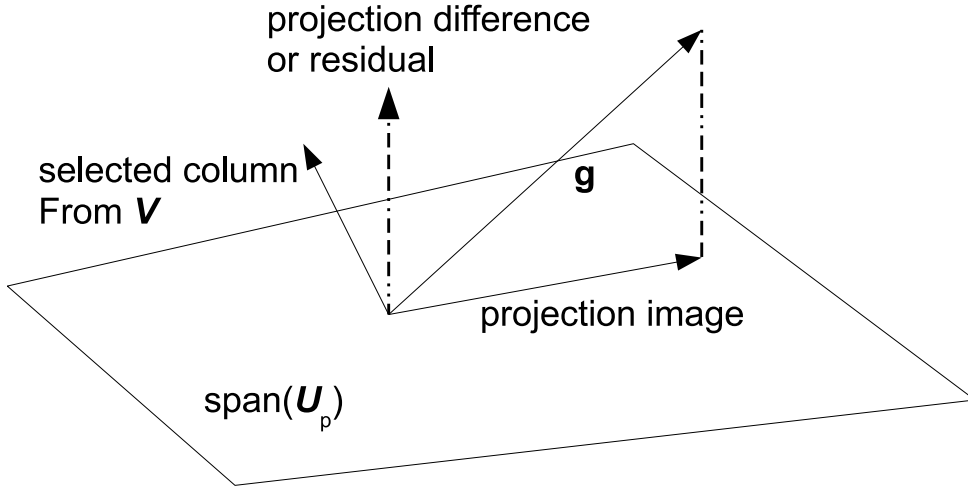 projection difference
or residual
selected column
From V
g
projection image
span(Up)